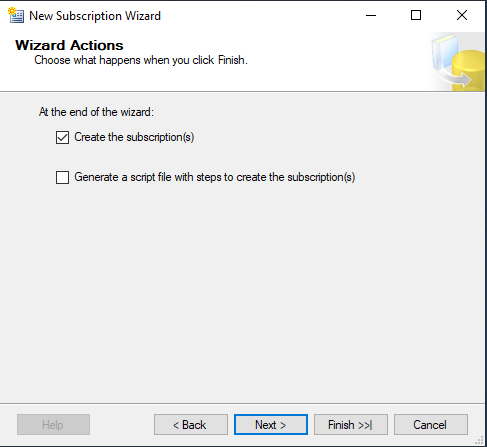 New Subscription Wizard
Wizard Actions
Choose what happens when you click Finish.
At the end of the wizard:
Create the subscription(s)
Generate a script file with steps to create the subscription(s)
Help
< Back
Next >
Finish >>|
Cancel